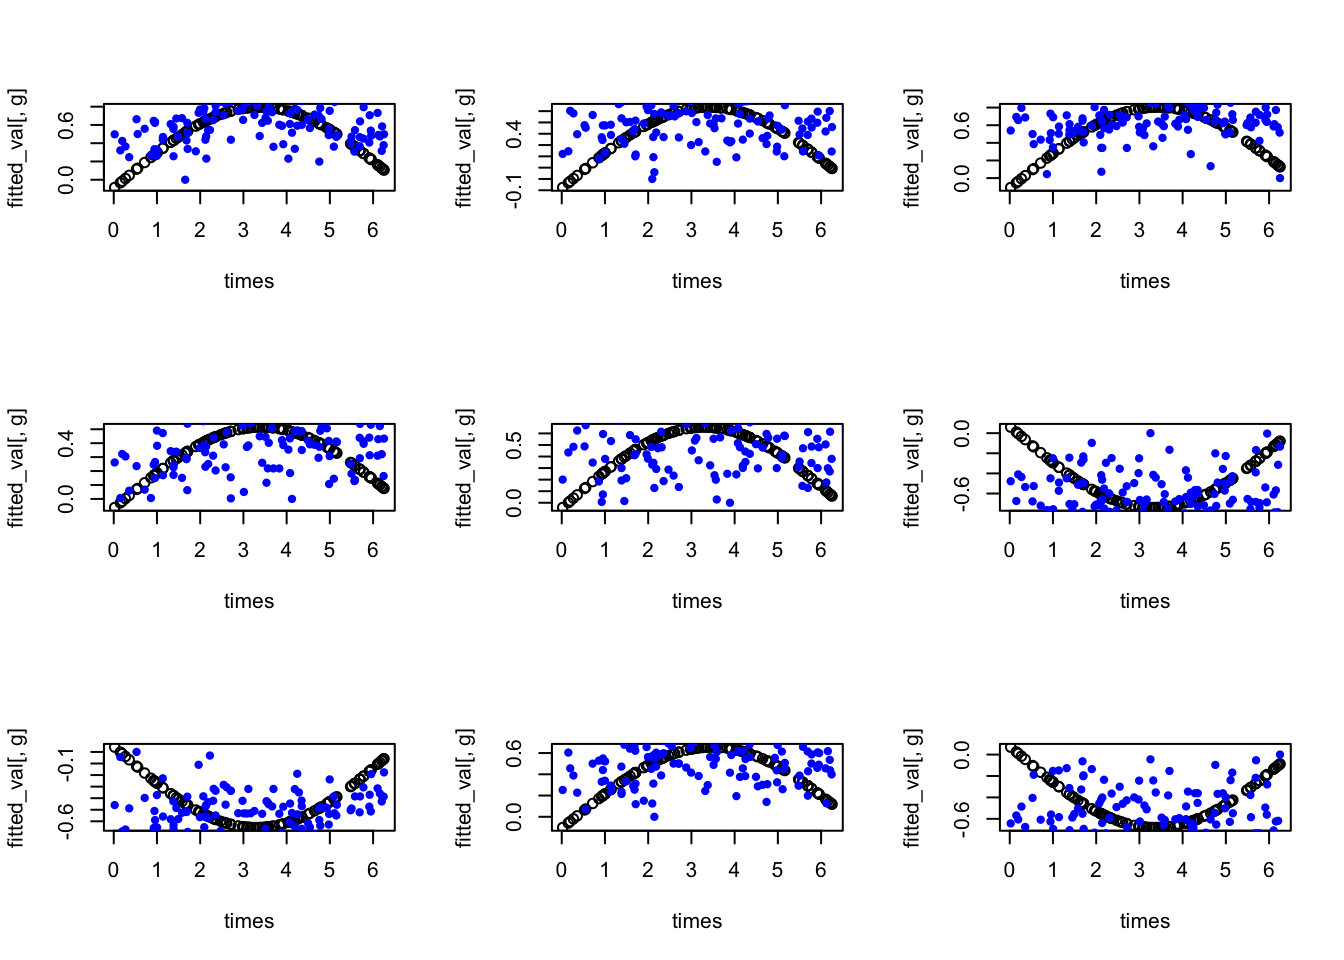 fitted_val[, g]
0.0 0.6
0 1 2 3 4 5 6
times
fitted_val[, g]
-0.1 0.4
0 1 2 3 4 5 6
times
fitted_val[, g]
0.0 0.6
0 1 2 3 4 5 6
times
fitted_val[, g]
0.0 0.4
0 1 2 3 4 5 6
times
fitted_val[, g]
0.0 0.5
0 1 2 3 4 5 6
times
fitted_val[, g]
-0.6 0.0
0 1 2 3 4 5 6
times
fitted_val[, g]
-0.6 -0.1
0 1 2 3 4 5 6
times
fitted_val[, g]
0.0 0.6
0 1 2 3 4 5 6
times
fitted_val[, g]
-0.6 0.0
0 1 2 3 4 5 6
times